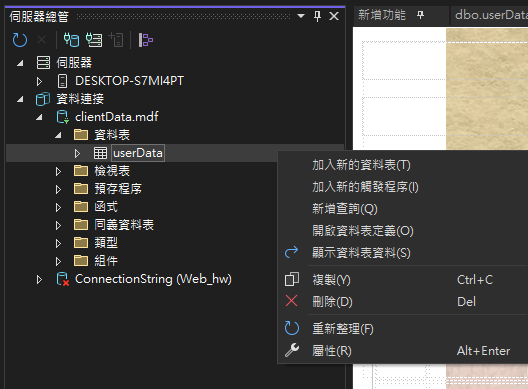 伺服器總管
新增功能
dbo.userData
伺服器
DESKTOP-S7MI4PT
資料連接
clientData.mdf
資料表
userData
檢視表
預存程序
函式
同義資料表
類型
組件
ConnectionString (Web_hw)
加入新的資料表(T)
加入新的觸發程序(I)
新增查詢(Q)
開啟資料表定義(O)
顯示資料表資料(S)
複製(Y) Ctrl+C
刪除(D) Del
重新整理(F)
屬性(R) Alt+Enter